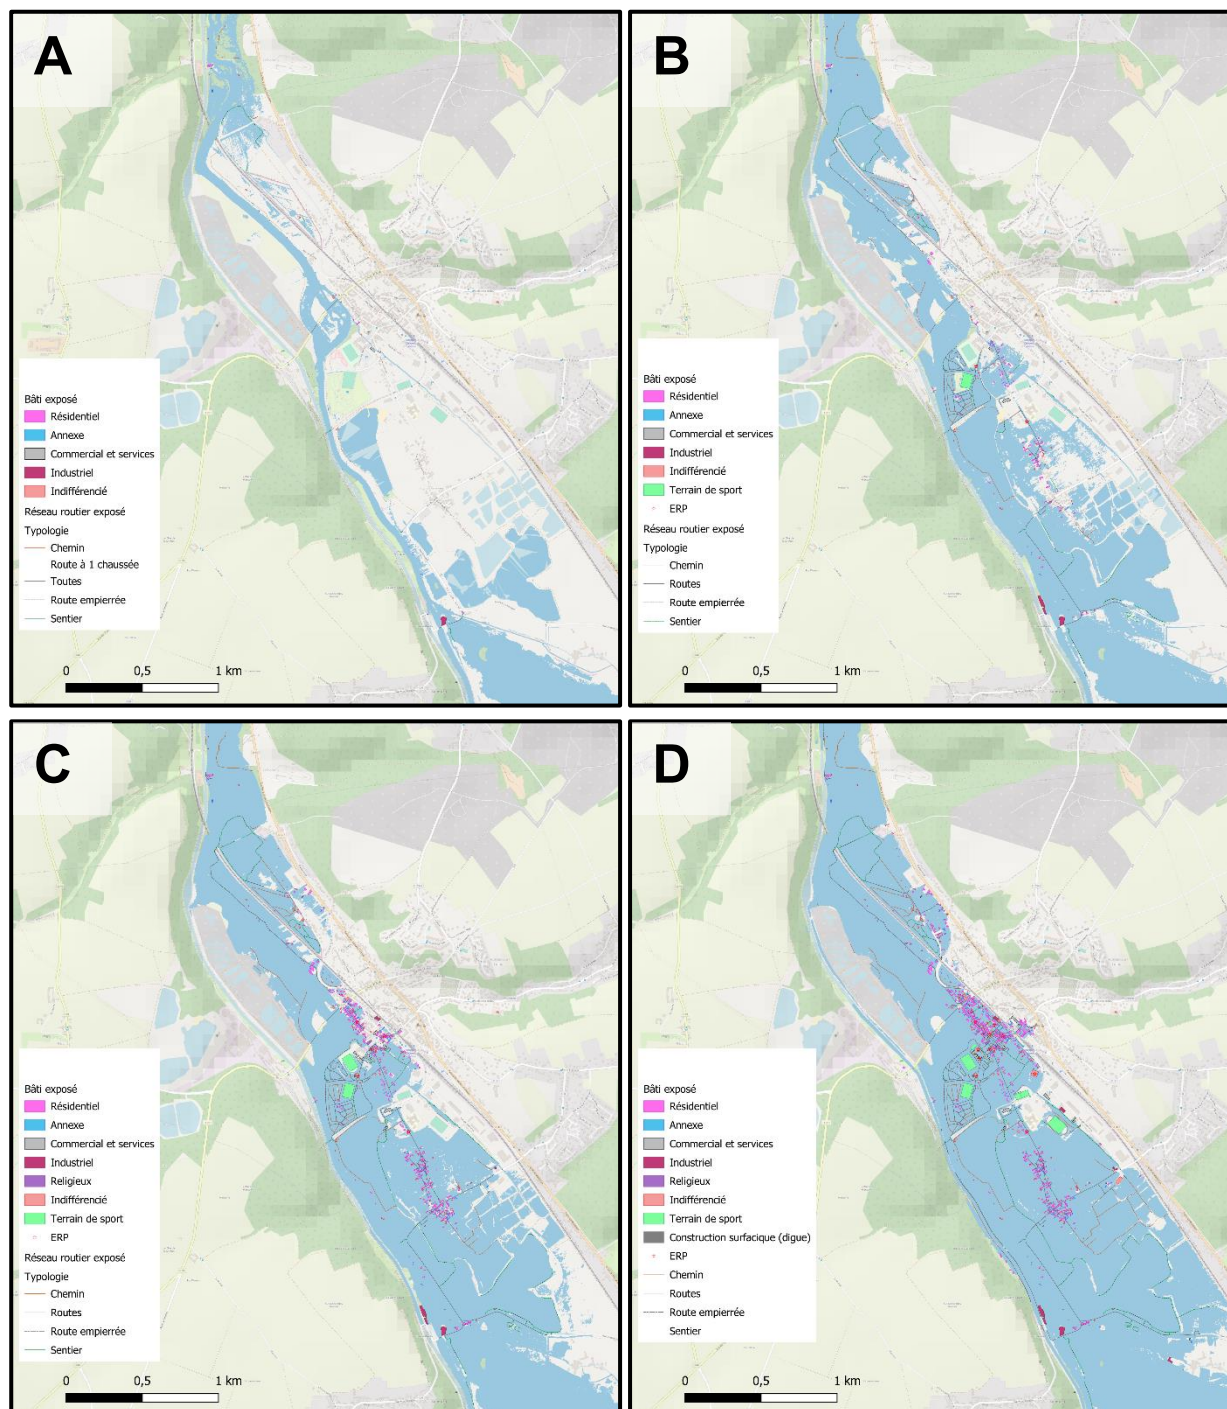 A
Bâti exposé
Résidentiel
Annexe
Commercial et services
Industriel
Indifférencié
Réseau routier exposé
Typologie
Chemin
Route à 1 chaussée
Toutes
Route empierrée
Sentier
0 0,5 1 km
B
Bâti exposé
Résidentiel
Annexe
Commercial et services
Industriel
Indifférencié
Terrain de sport
ERP
Réseau routier exposé
Typologie
Chemin
Routes
Route empierrée
Sentier
0 0,5 1 km
C
Bâti exposé
Résidentiel
Annexe
Commercial et services
Industriel
Religieux
Indifférencié
Terrain de sport
ERP
Réseau routier exposé
Typologie
Chemin
Routes
Route empierrée
Sentier
0 0,5 1 km
D
Bâti exposé
Résidentiel
Annexe
Commercial et services
Industriel
Religieux
Indifférencié
Terrain de sport
Construction surfacique (digue)
ERP
Chemin
Routes
Route empierrée
Sentier
0 0,5 1 km